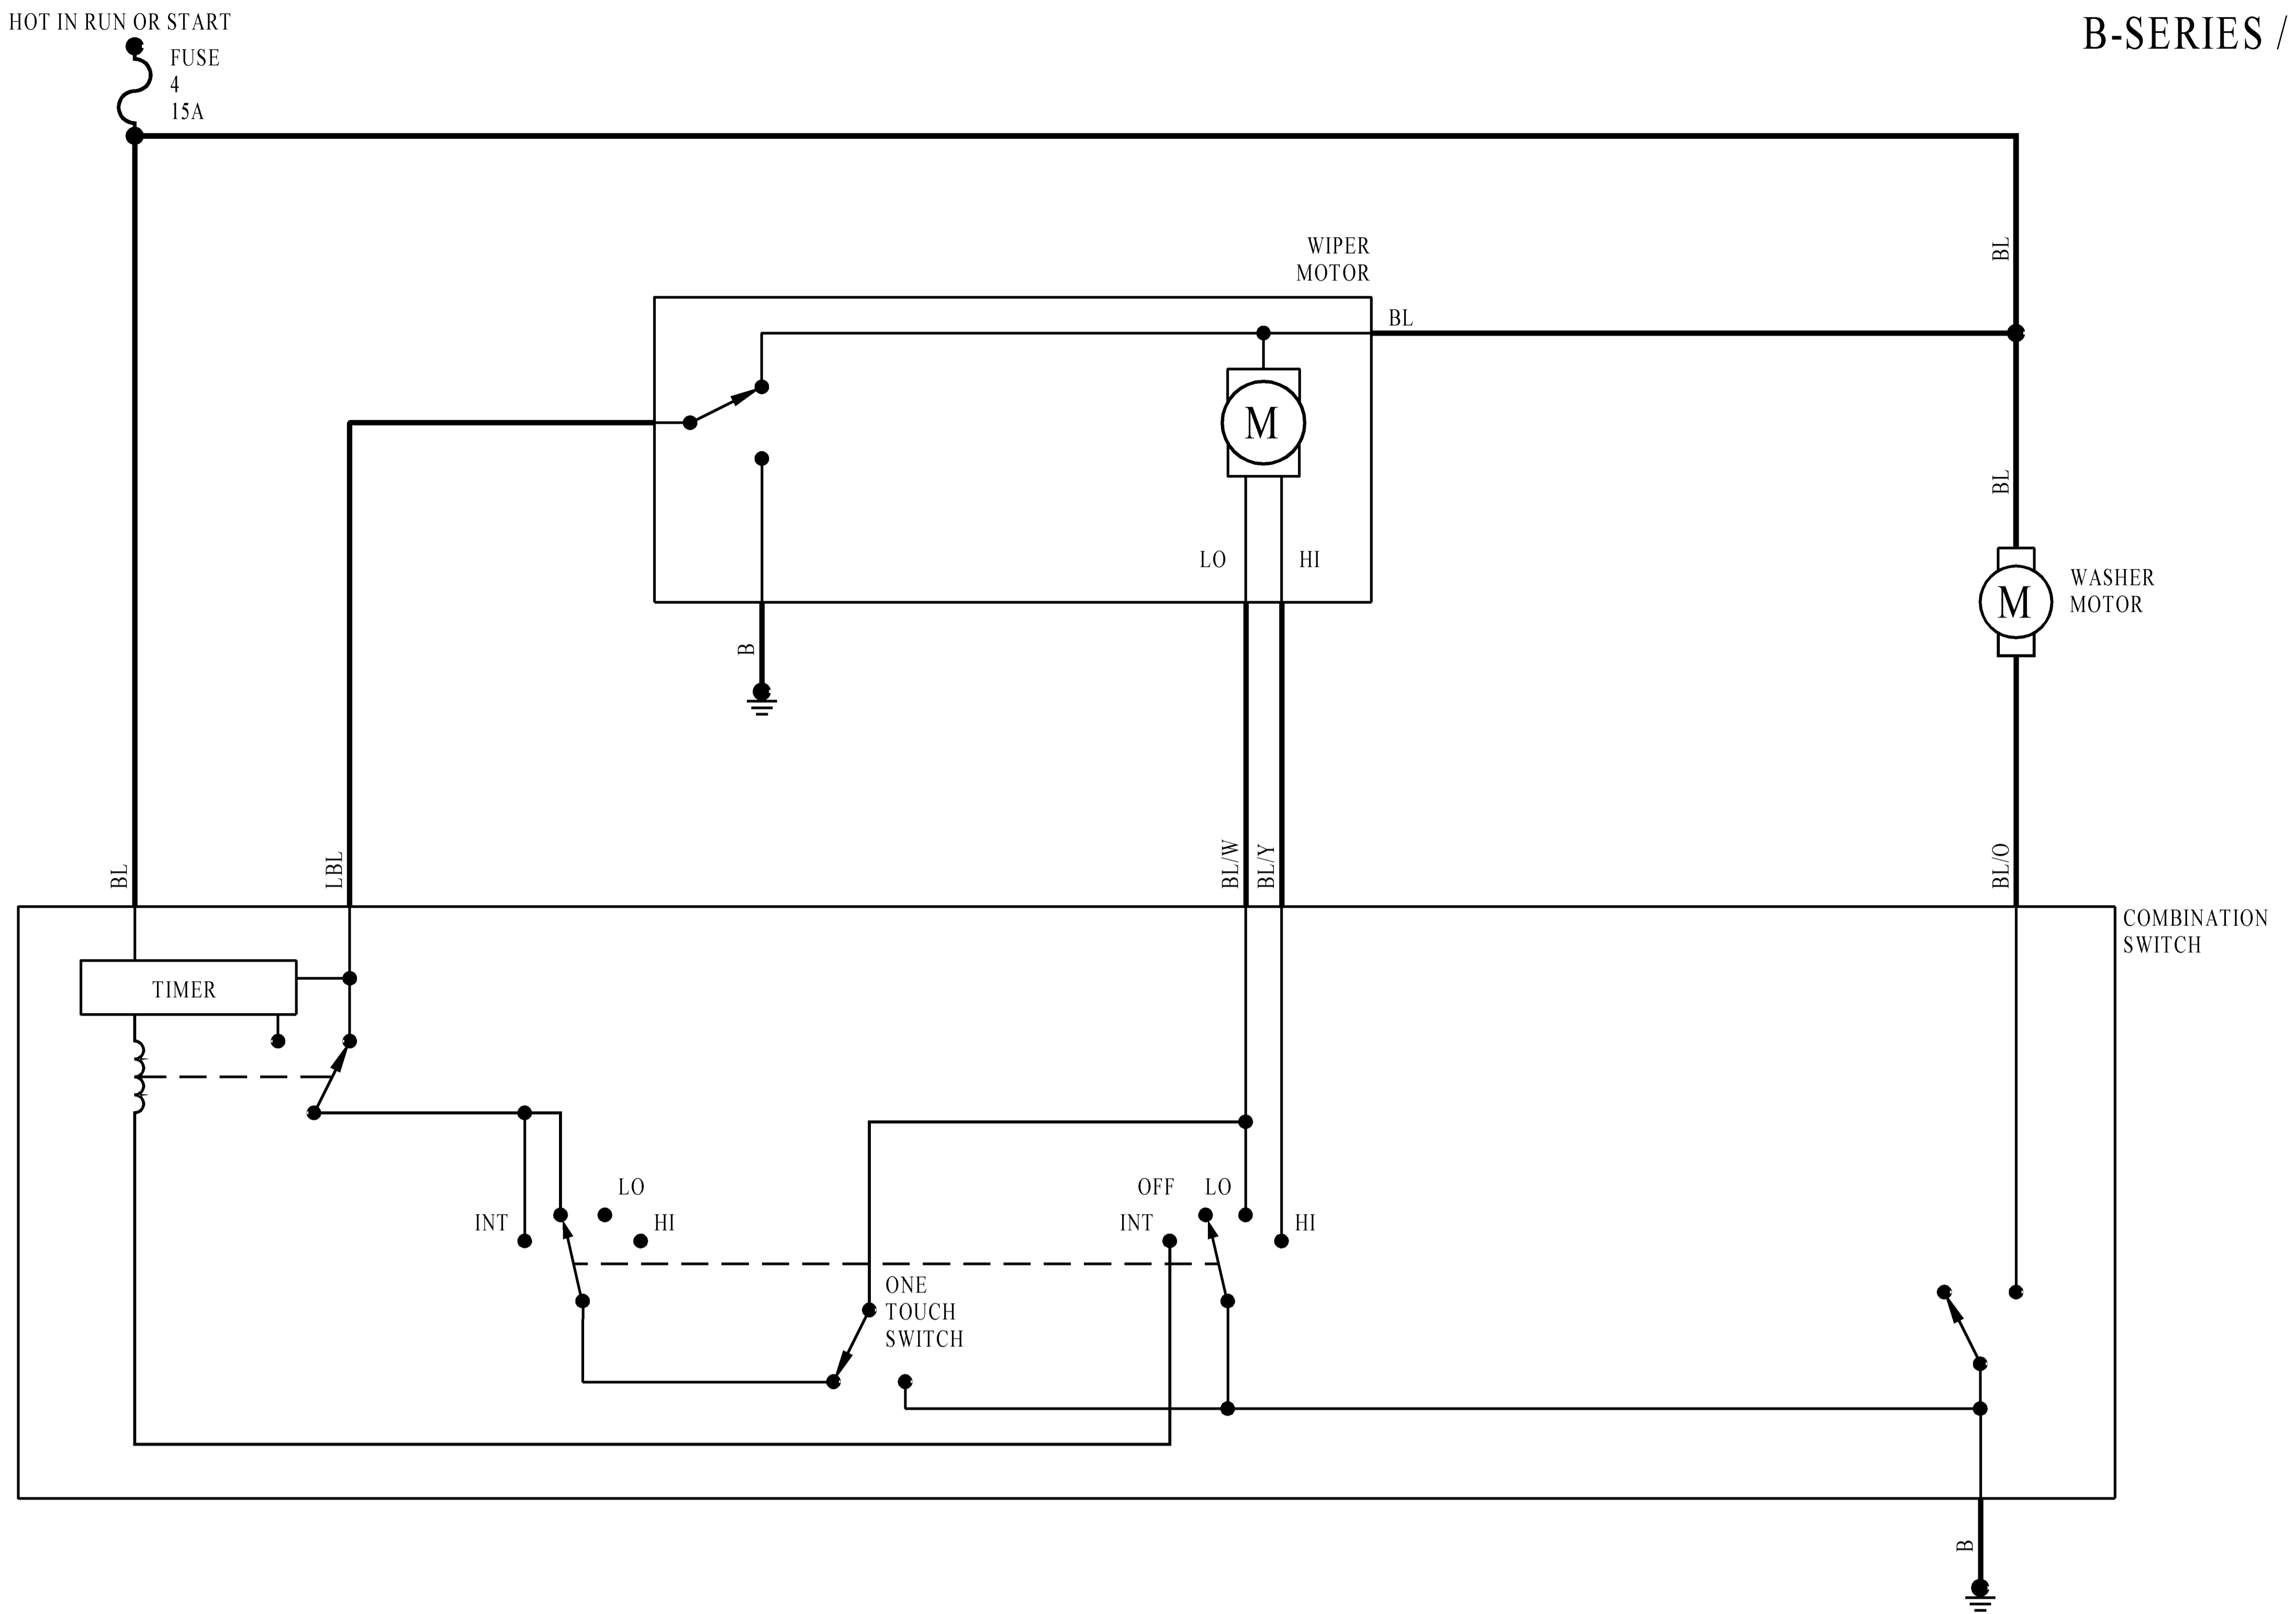 HOT IN RUN OR START
B-SERIES /
FUSE
4
15A
WIPER
MOTOR
BL
BL
M
BL
LO
HI
WASHER
MOTOR
M
B
BL
LBL
BL/W
BL/Y
BL/O
COMBINATION
SWITCH
TIMER
LO
INT
HI
OFF
LO
INT
HI
ONE
TOUCH
SWITCH
B